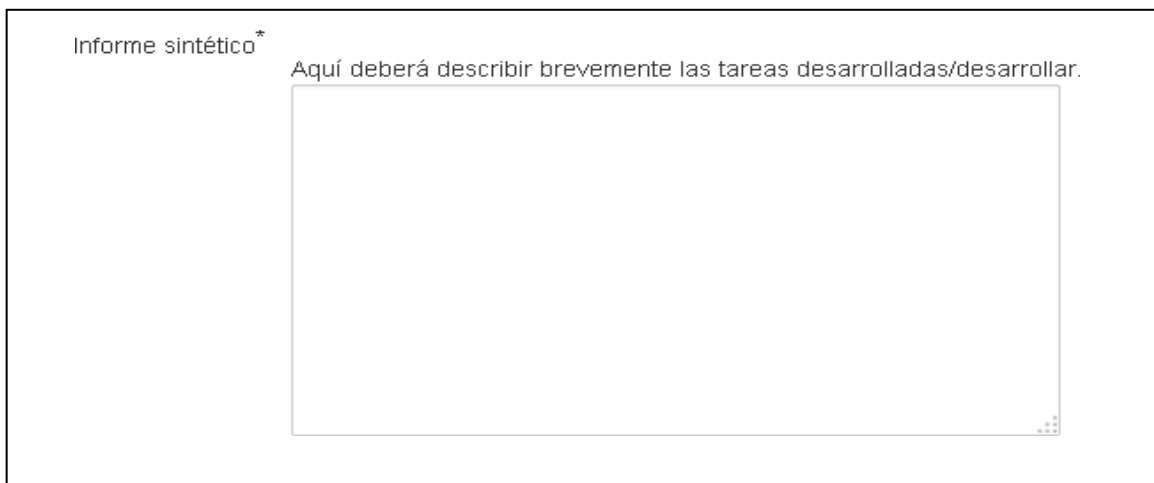 Informe sintético*
Aquí deberá describir brevemente las tareas desarrolladas/desarrollar.